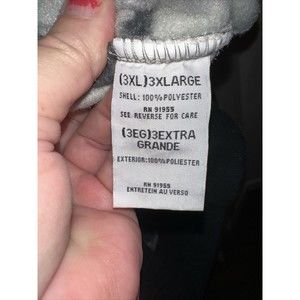 (3XL)3XLARGE
SHELL: 100% POLYESTER
RN 91955
SEE REVERSE FOR CARE
(3EG)3EXTRA
GRANDE
EXTERIOR:100% POLIESTER
RN 91955
ENTRETEIN AU VERSO